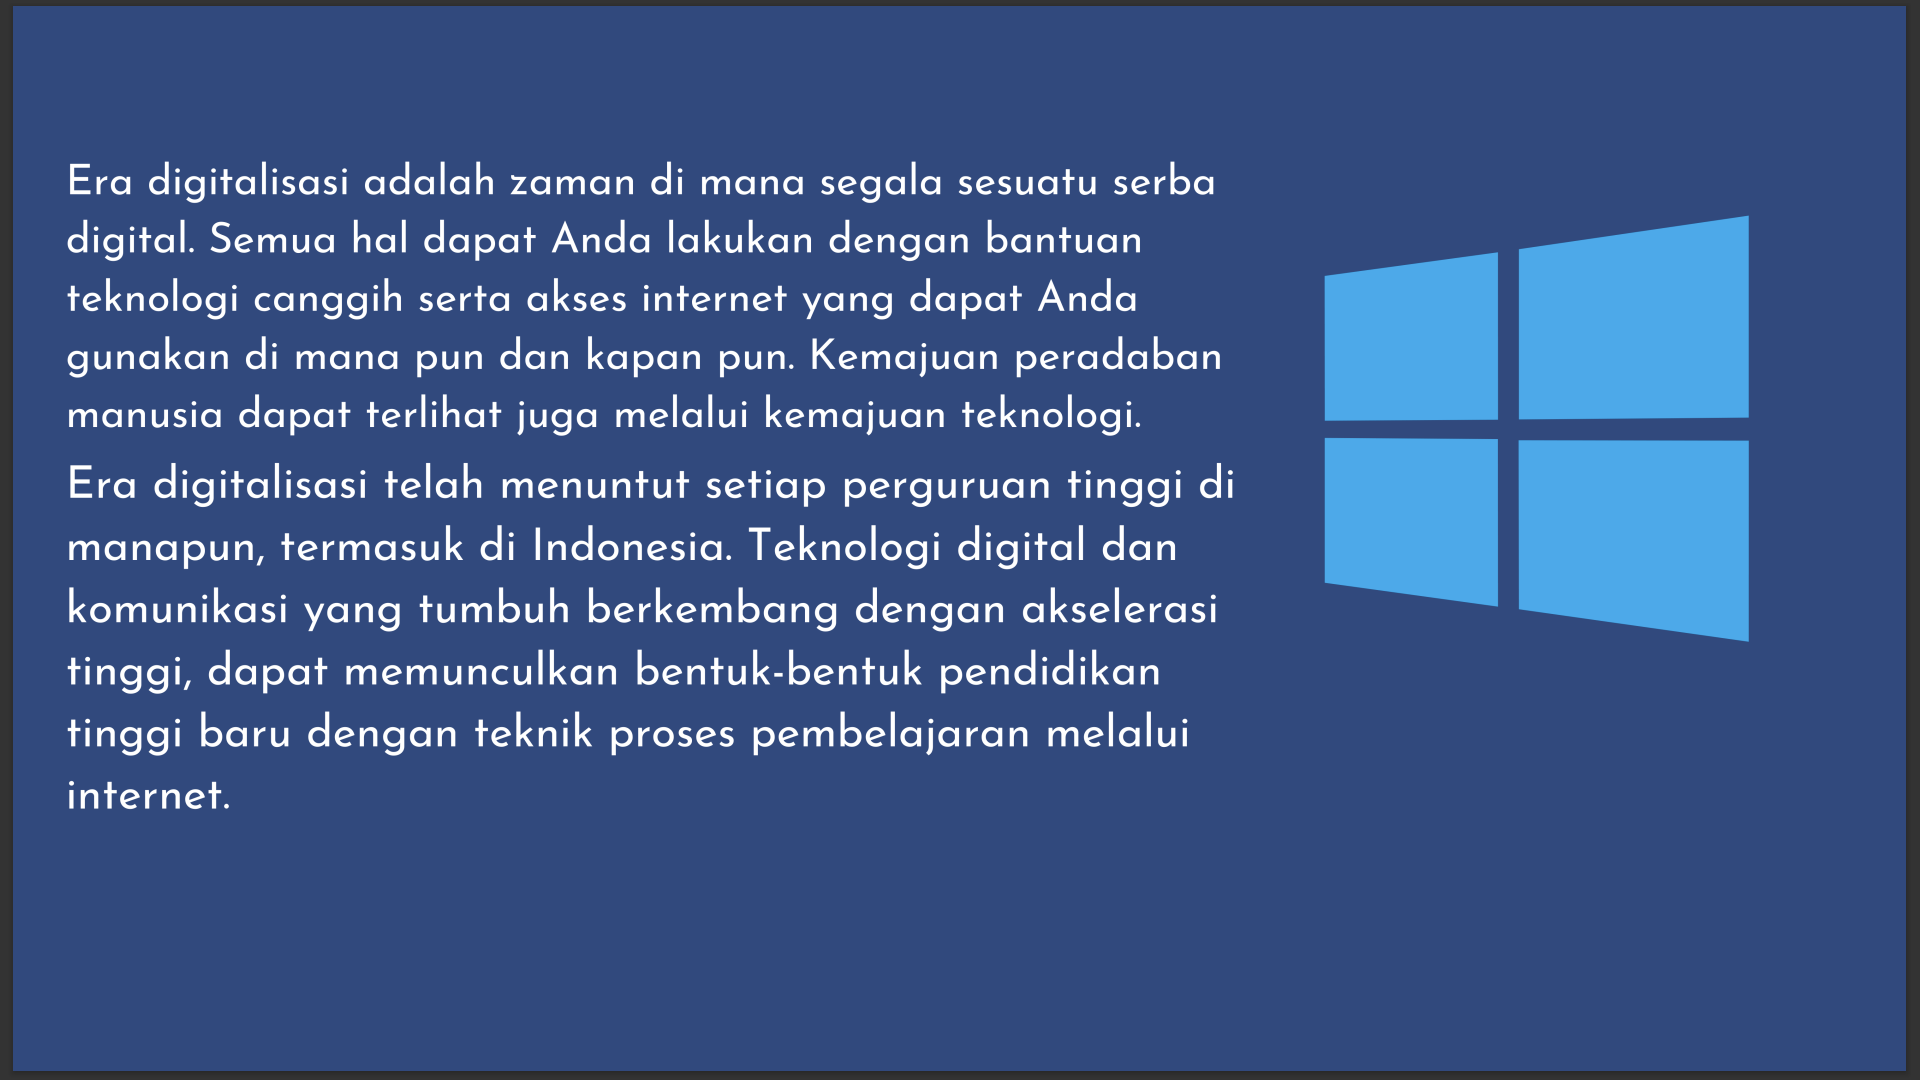 Era digitalisasi adalah zaman di mana segala sesuatu serba
digital. Semua hal dapat Anda lakukan dengan bantuan
teknologi canggih serta akses internet yang dapat Anda
gunakan di mana pun dan kapan pun. Kemajuan peradaban
manusia dapat terlihat juga melalui kemajuan teknologi.
Era digitalisasi telah menuntut setiap perguruan tinggi di
manapun, termasuk di Indonesia. Teknologi digital dan
komunikasi yang tumbuh berkembang dengan akselerasi
tinggi, dapat memunculkan bentuk-bentuk pendidikan
tinggi baru dengan teknik proses pembelajaran melalui
internet.